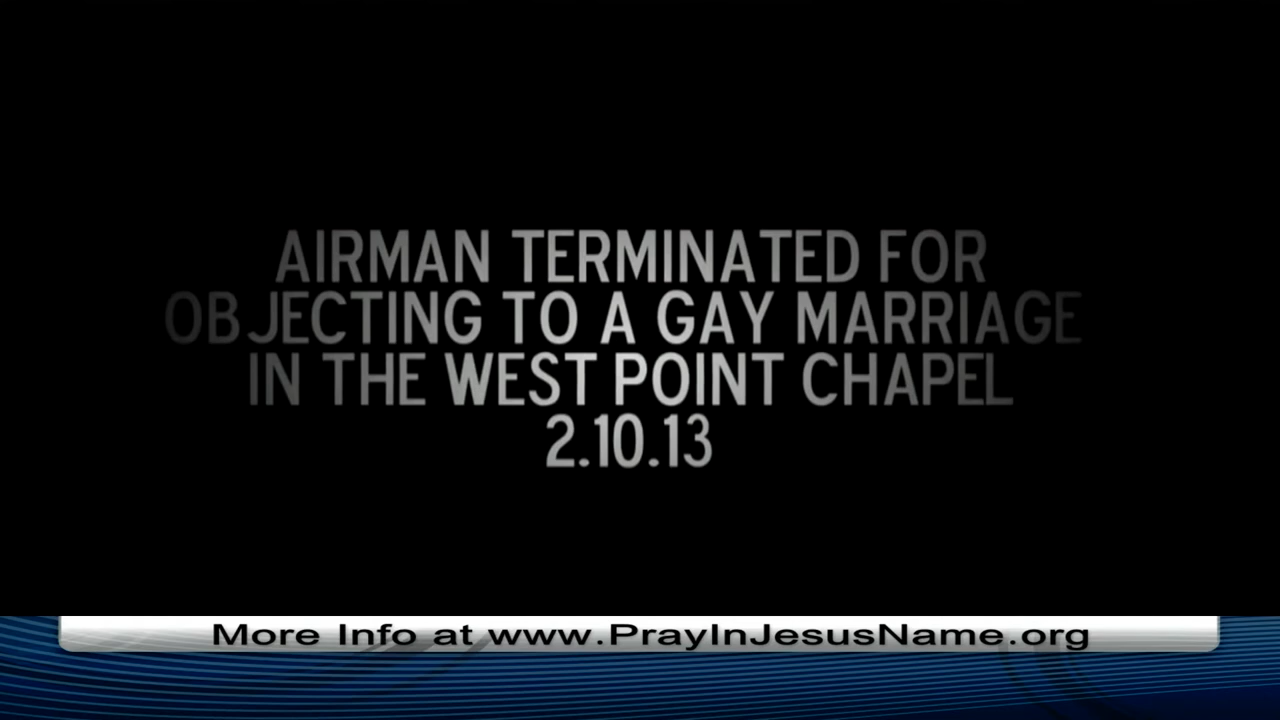 AIRMAN TERMINATED FOR
OBJECTING TO A GAY MARRIAGE
IN THE WEST POINT CHAPEL
2.10.13
More Info at www.PrayInJesusName.org